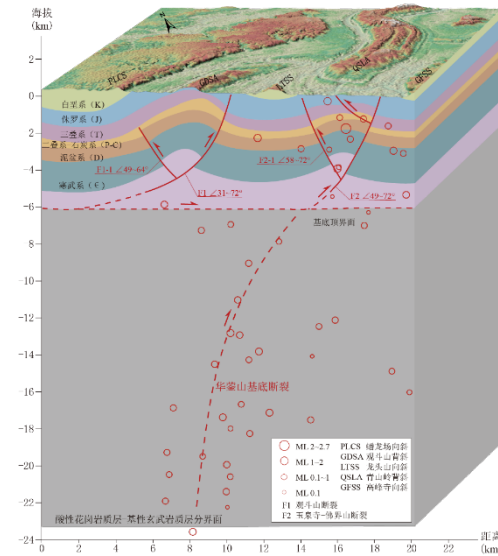 海拔
(km)
N
PLCS
GDSA
LTSS
QSLA
GFSS
2
0
-2
-4
-6
-8
-10
-12
-14
-16
-18
-20
-22
-24
白垩系 (K)
侏罗系 (J)
三叠系 (T)
二叠系-石炭系 (P-C)
泥盆系 (D)
寒武系 (Є)
F1-1 ∠49-64°
F1 ∠31~72°
F2-1 ∠58-72°
F2 ∠49~72°
基底顶界面
华蓥山基底断裂
酸性花岗岩质层-基性玄武岩质层分界面
ML 2~2.7
ML 1~2
ML 0.1~1
ML 0.1
PLCS 蟠龙场向斜
GDSA 观斗山背斜
LTSS 龙头山向斜
QSLA 青山岭背斜
GFSS 高峰寺向斜
F1 观斗山断裂
F2 玉泉寺-佛界山断裂
0
2
4
6
8
10
12
14
16
18
20
22
距离
(km)